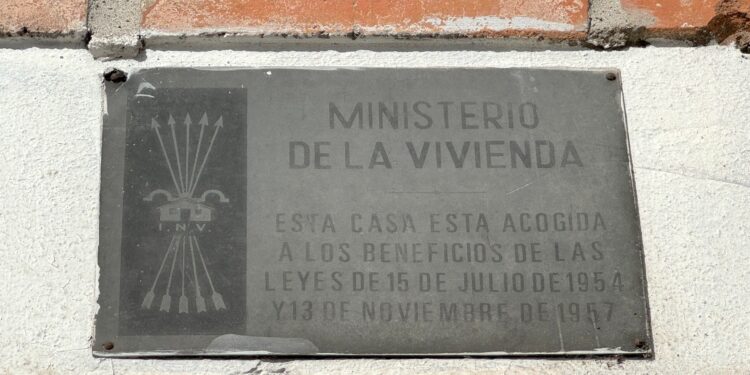 MINISTERIO
DE LA VIVIENDA
I.N.V.
ESTA CASA ESTA ACOGIDA
A LOS BENEFICIOS DE LAS
LEYES DE 15 DE JULIO DE 1954
Y 13 DE NOVIEMBRE DE 1957